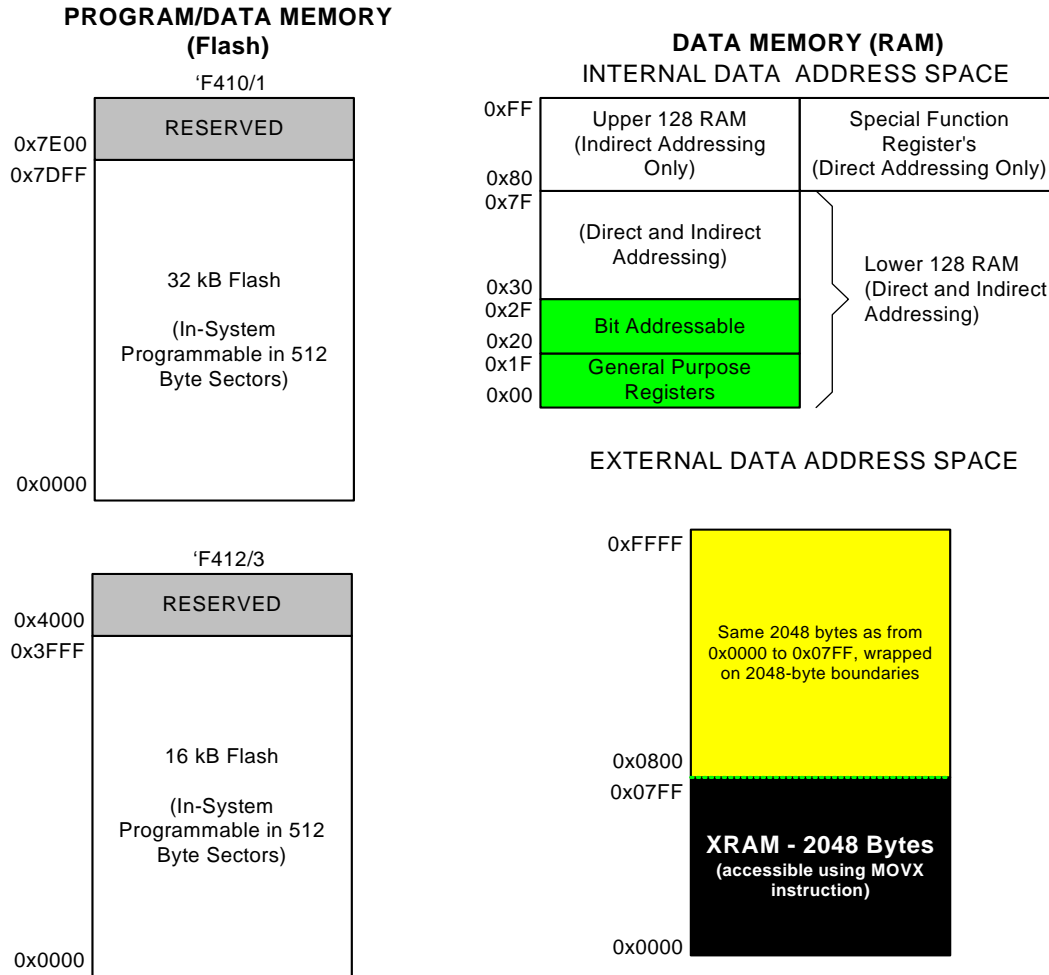 PROGRAM/DATA MEMORY
(Flash)
‘F410/1
RESERVED
0x7E00
0x7DFF
32 kB Flash
(In-System
Programmable in 512
Byte Sectors)
0x0000
‘F412/3
RESERVED
0x4000
0x3FFF
16 kB Flash
(In-System
Programmable in 512
Byte Sectors)
0x0000
DATA MEMORY (RAM)
INTERNAL DATA ADDRESS SPACE
0xFF
Upper 128 RAM
(Indirect Addressing
Only)
0x80
Special Function
Register's
(Direct Addressing Only)
0x7F
(Direct and Indirect
Addressing)
0x30
Lower 128 RAM
(Direct and Indirect
Addressing)
0x2F
Bit Addressable
0x20
0x1F
General Purpose
Registers
0x00
EXTERNAL DATA ADDRESS SPACE
0xFFFF
Same 2048 bytes as from
0x0000 to 0x07FF, wrapped
on 2048-byte boundaries
0x0800
0x07FF
XRAM - 2048 Bytes
(accessible using MOVX
instruction)
0x0000